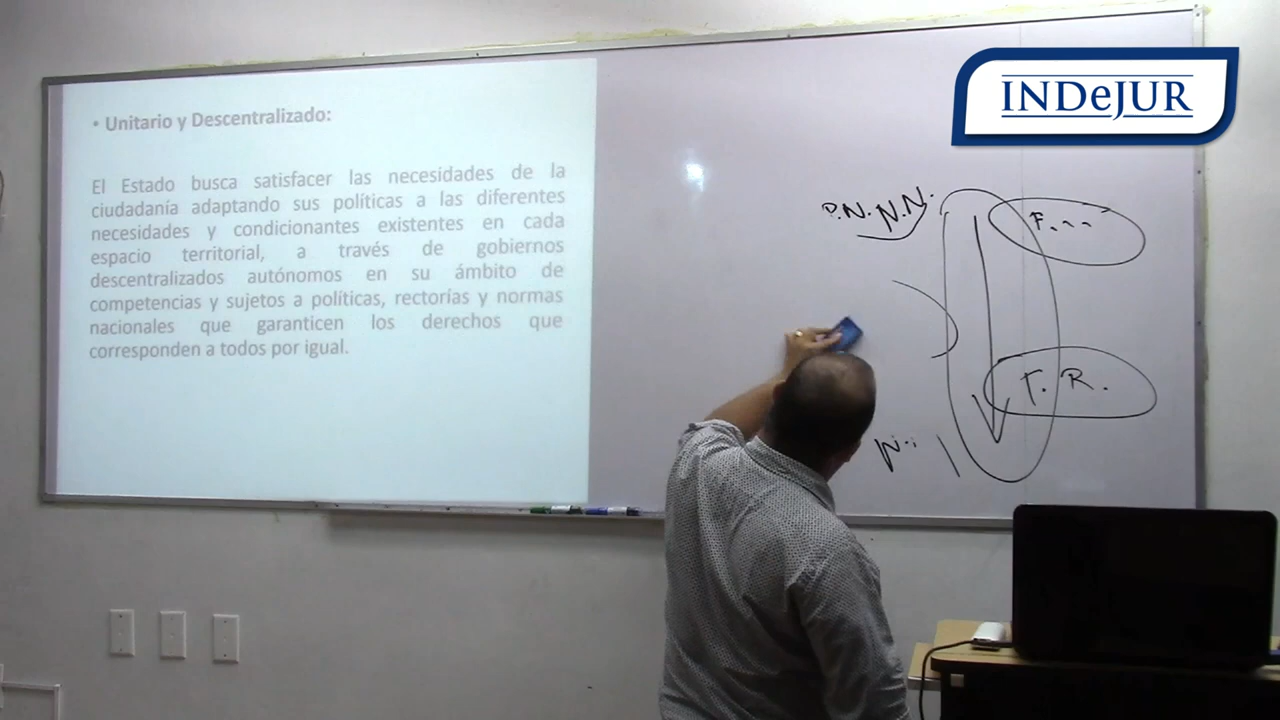 INDeJUR
• Unitario y Descentralizado:
El Estado busca satisfacer las necesidades de la
ciudadanía adaptando sus políticas a las diferentes
necesidades y condicionantes existentes en cada
espacio territorial, a través de gobiernos
descentralizados autónomos en su ámbito de
competencias y sujetos a políticas, rectorías y normas
nacionales que garanticen los derechos que
corresponden a todos por igual.
P.N. N.N.
F...
T. R.